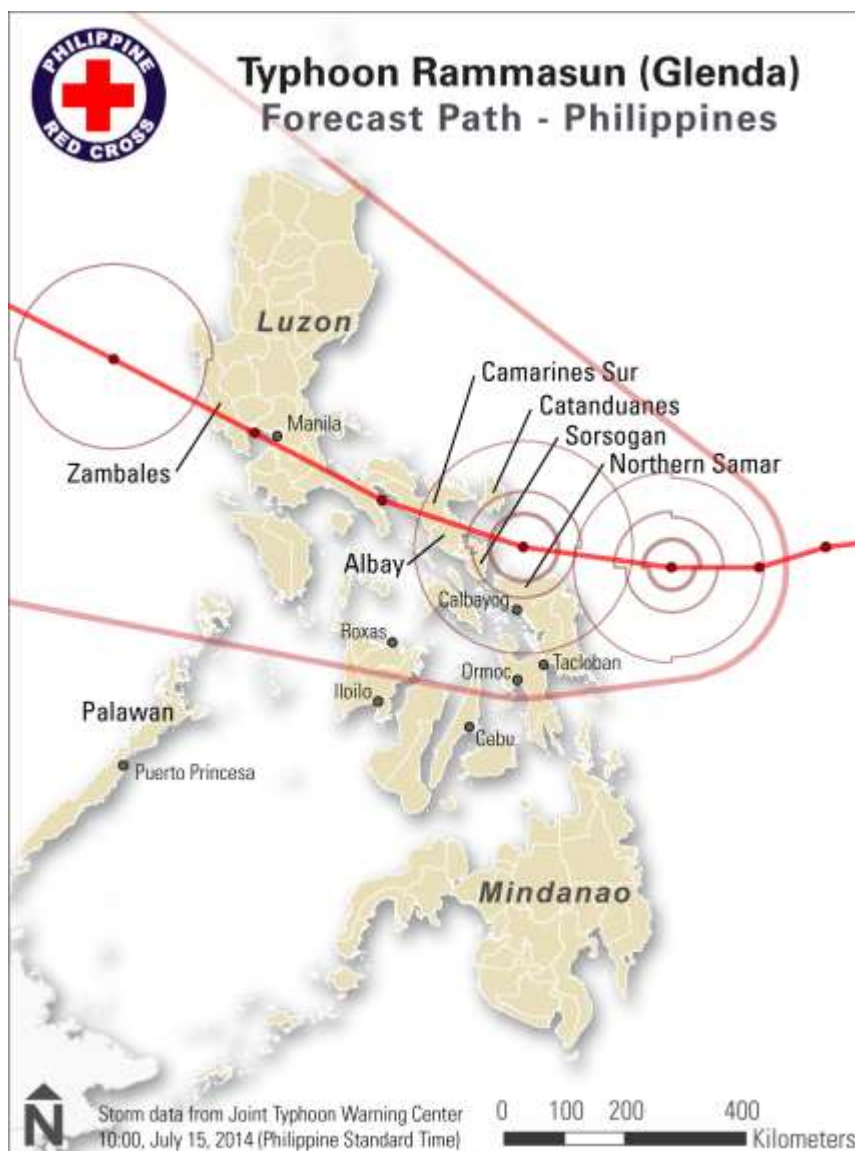 PHILIPPINE
RED CROSS
Typhoon Rammasun (Glenda)
Forecast Path - Philippines
Luzon
Camarines Sur
Catanduanes
Sorsogan
Northern Samar
Manila
Zambales
Albay
Calbayog
Roxas
Tacloban
Ormoc
Iloilo
Palawan
Cebu
Puerto Princesa
Mindanao
N
Storm data from Joint Typhoon Warning Center
10:00, July 15, 2014 (Philippine Standard Time)
0 100 200 400
Kilometers